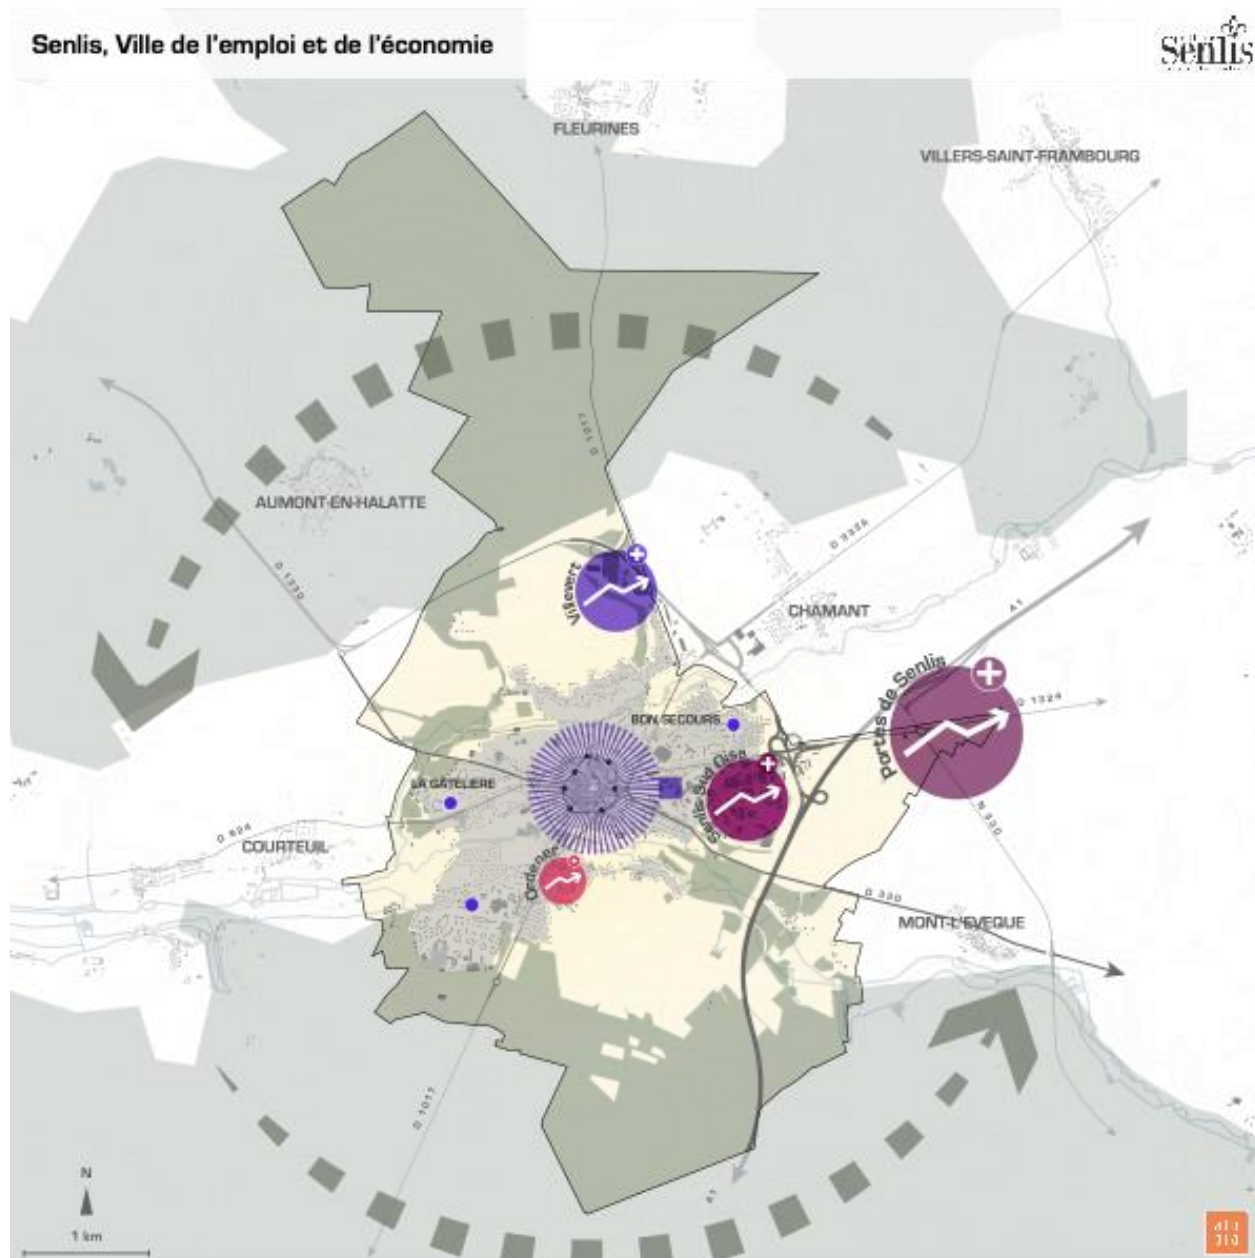 Senlis, Ville de l'emploi et de l'économie
Senlis
FLEURINES
VILLERS-SAINT-FRAMBOURG
D 1017
AUMONT-EN-HALATTE
D 1330
D 932A
Villevert
CHAMANT
A1
Portes de Senlis
D 1324
BON SECOURS
LA GÂTELIERE
Senlis Sud Oise
D 924
COURTEUIL
Ordener
N 330
D 330
MONT-L'EVEQUE
D 1017
A1
N
1 km